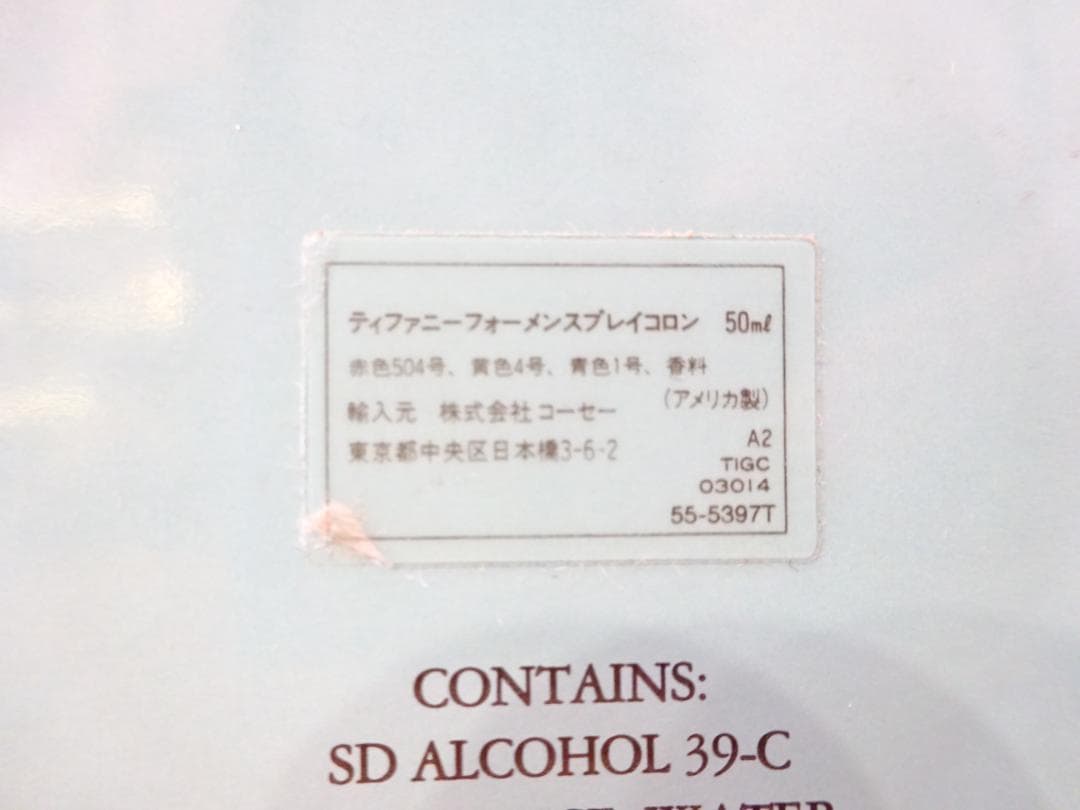 ティファニーフォーメンスプレイコロン 50mℓ
赤色504号、黄色4号、青色1号、香料
(アメリカ製)
輸入元 株式会社コーセー
東京都中央区日本橋3-6-2
A2
TIGC
03014
55-5397T
CONTAINS:
SD ALCOHOL 39-C
WATER